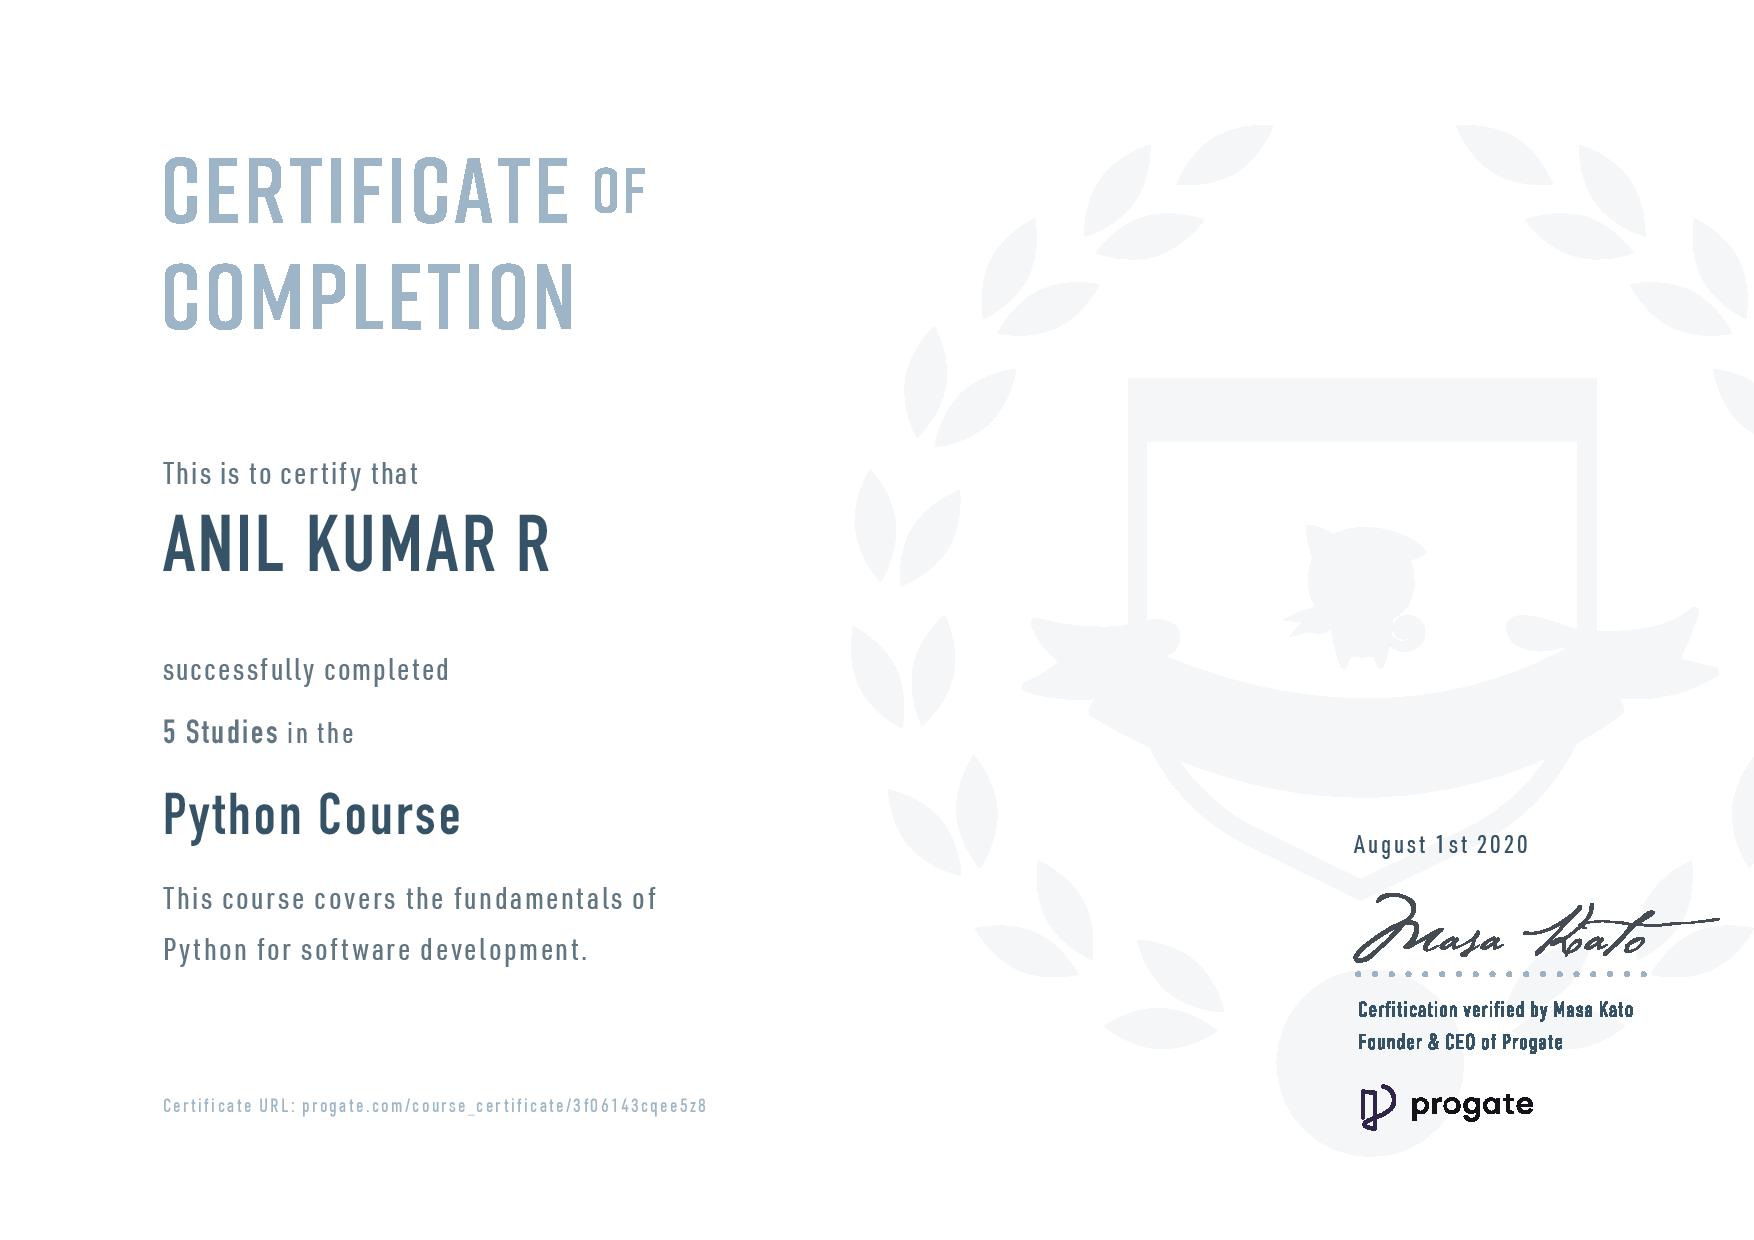 CERTIFICATE OF
COMPLETION
This is to certify that
ANIL KUMAR R
successfully completed
5 Studies in the
Python Course
This course covers the fundamentals of
Python for software development.
August 1st 2020
Masa Kato
Cerfitication verified by Masa Kato
Founder & CEO of Progate
progate
Certificate URL: progate.com/course_certificate/3f06143cqee5z8